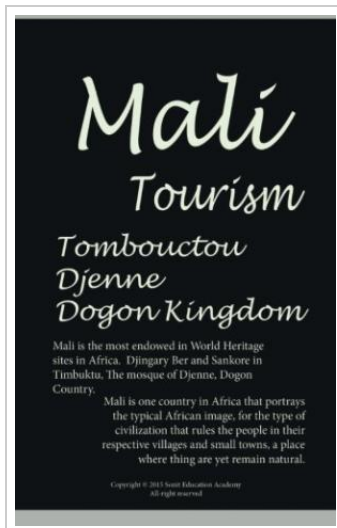 Mali
Tourism
Tombouctou
Djenne
Dogon Kingdom
Mali is the most endowed in World Heritage
sites in Africa. Djingary Ber and Sankore in
Timbuktu, The mosque of Djenne, Dogon
Country.
Mali is one country in Africa that portrays
the typical African image, for the type of
civilization that rules the people in their
respective villages and small towns, a place
where thing are yet remain natural.
Copyright © 2015 Scott Education Academy
All right reserved